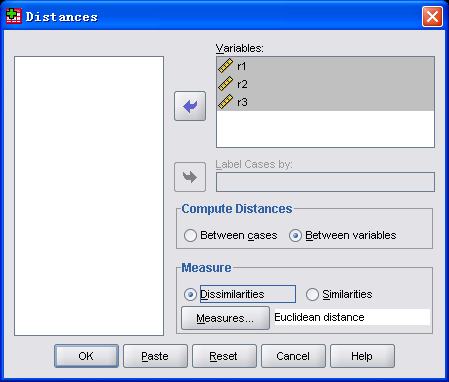 Distances
Variables:
r1
r2
r3
Label Cases by:
Compute Distances
Between cases
Between variables
Measure
Dissimilarities
Similarities
Measures...
Euclidean distance
OK
Paste
Reset
Cancel
Help